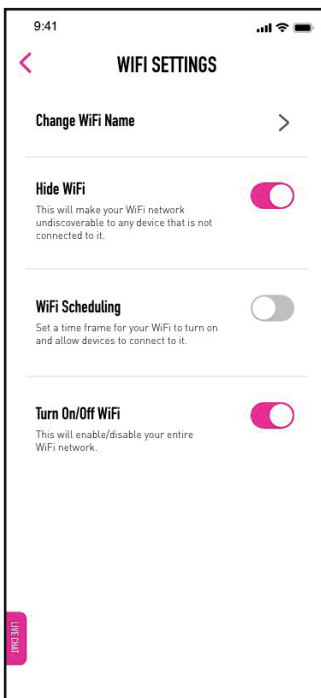 9:41
WIFI SETTINGS
Change WiFi Name
Hide WiFi
This will make your WiFi network
undiscoverable to any device that is not
connected to it.
WiFi Scheduling
Set a time frame for your WiFi to turn on
and allow devices to connect to it.
Turn On/Off WiFi
This will enable/disable your entire
WiFi network.
LIVE CHAT